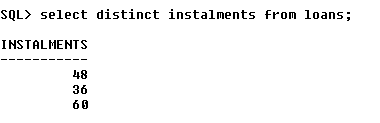 SQL> select distinct instalments from loans;
INSTALMENTS
-----------
48
36
60